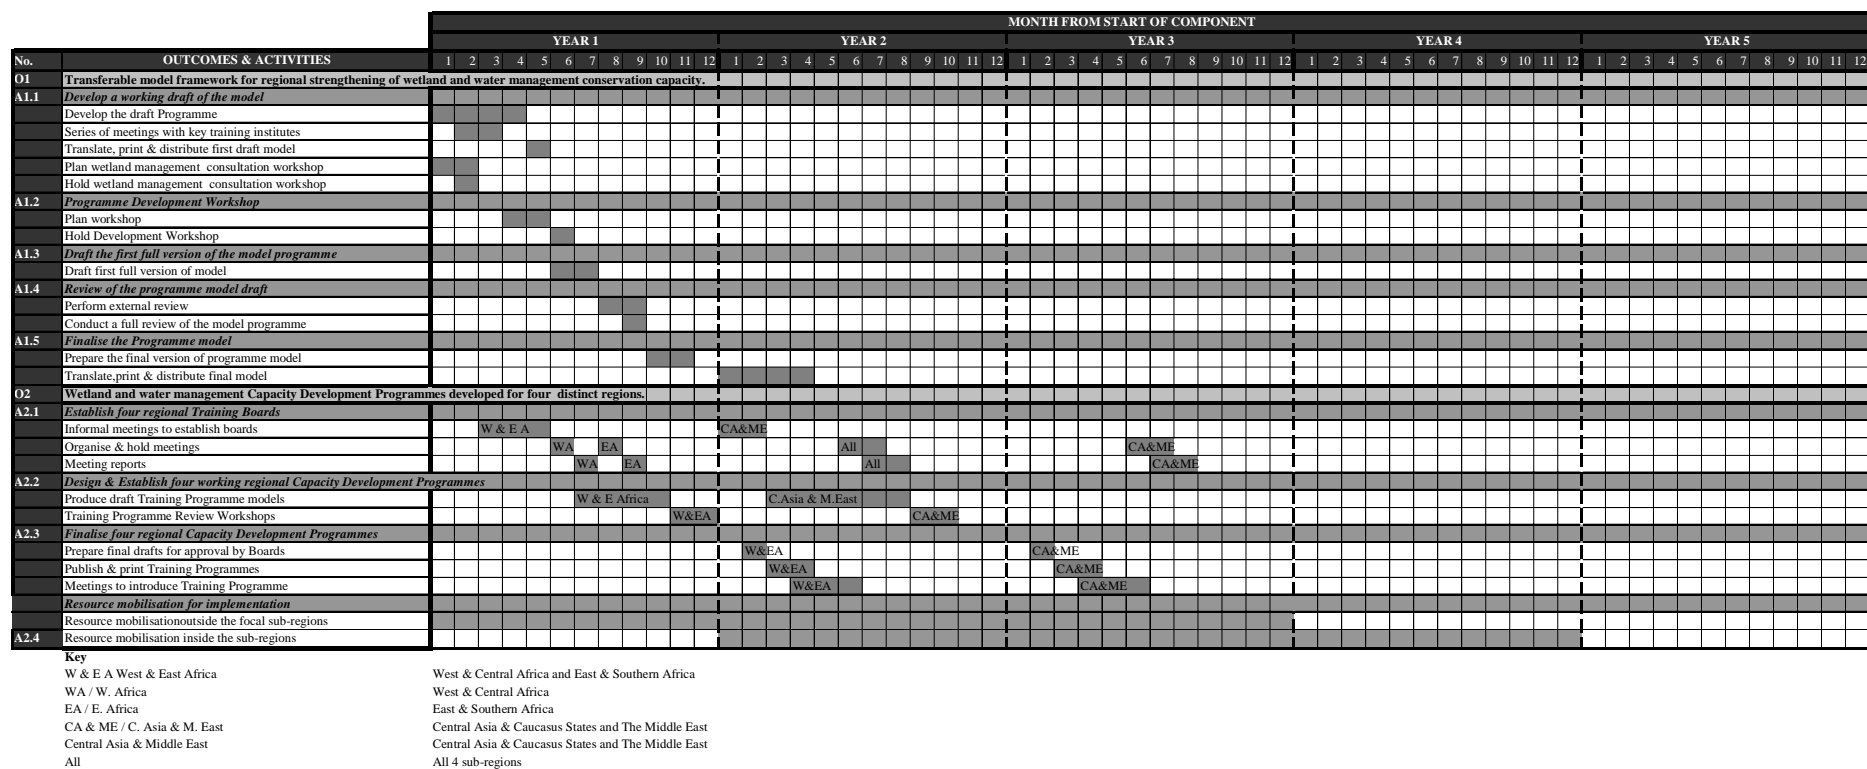 MONTH FROM START OF COMPONENT
YEAR 1 YEAR 2 YEAR 3 YEAR 4 YEAR 5
No. OUTCOMES & ACTIVITIES 1 2 3 4 5 6 7 8 9 10 11 12 1 2 3 4 5 6 7 8 9 10 11 12 1 2 3 4 5 6 7 8 9 10 11 12 1 2 3 4 5 6 7 8 9 10 11 12 1 2 3 4 5 6 7 8 9 10 11 12
O1 Transferable model framework for regional strengthening of wetland and water management conservation capacity.
A1.1 Develop a working draft of the model
Develop the draft Programme
Series of meetings with key training institutes
Translate, print & distribute first draft model
Plan wetland management consultation workshop
Hold wetland management consultation workshop
A1.2 Programme Development Workshop
Plan workshop
Hold Development Workshop
A1.3 Draft the first full version of the model programme
Draft first full version of model
A1.4 Review of the programme model draft
Perform external review
Conduct a full review of the model programme
A1.5 Finalise the Programme model
Prepare the final version of programme model
Translate,print & distribute final model
O2 Wetland and water management Capacity Development Programmes developed for four distinct regions.
A2.1 Establish four regional Training Boards
Informal meetings to establish boards W & E A CA&ME
Organise & hold meetings WA EA All CA&ME
Meeting reports WA EA All CA&ME
A2.2 Design & Establish four working regional Capacity Development Programmes
Produce draft Training Programme models W & E Africa C.Asia & M.East
Training Programme Review Workshops W&EA CA&ME
A2.3 Finalise four regional Capacity Development Programmes
Prepare final drafts for approval by Boards W&EA CA&ME
Publish & print Training Programmes W&EA CA&ME
Meetings to introduce Training Programme W&EA CA&ME
Resource mobilisation for implementation
Resource mobilisationoutside the focal sub-regions
A2.4 Resource mobilisation inside the sub-regions
Key
W & E A West & East Africa West & Central Africa and East & Southern Africa
WA / W. Africa West & Central Africa
EA / E. Africa East & Southern Africa
CA & ME / C. Asia & M. East Central Asia & Caucasus States and The Middle East
Central Asia & Middle East Central Asia & Caucasus States and The Middle East
All All 4 sub-regions